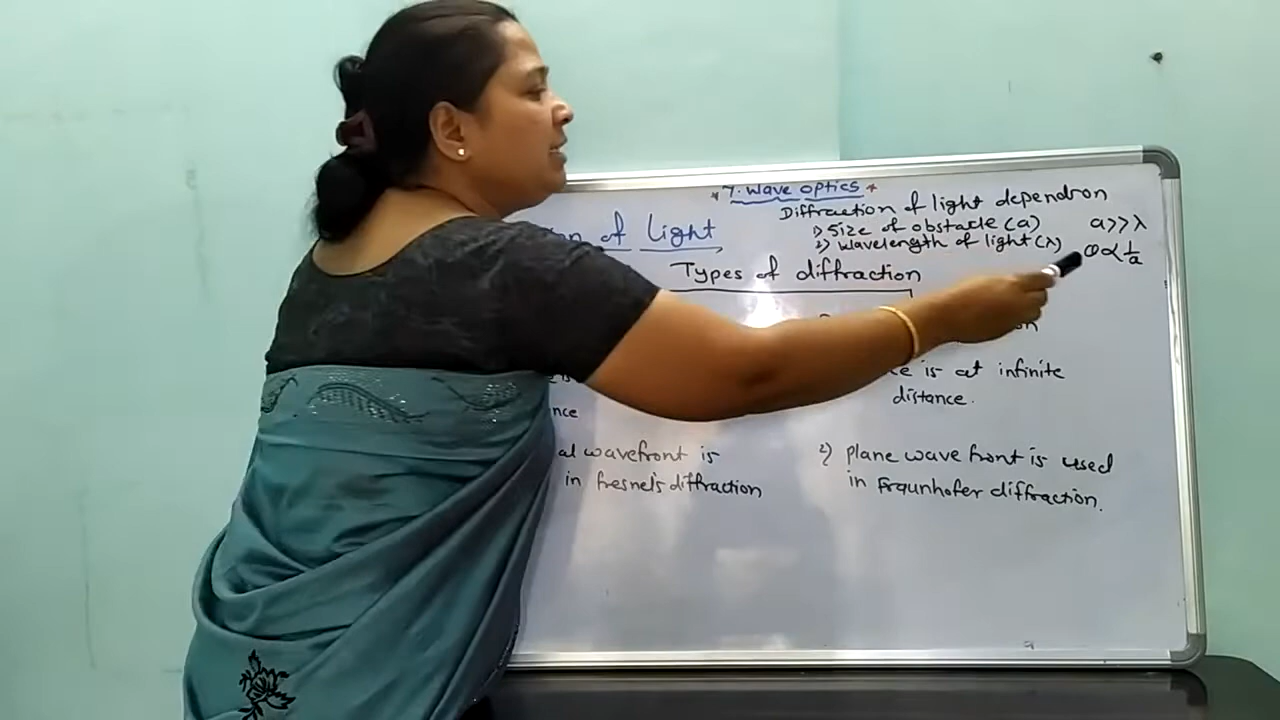 7. Wave optics
Diffraction of light dependron
1) Size of obstacle (a) a>>λ
2) Wavelength of light (λ)
θ∝ 1/a
of light
Types of diffraction
is at infinite
distance.
nce
al wavefront is
in fresnel's diffraction
2) plane wave front is used
in Fraunhofer diffraction.